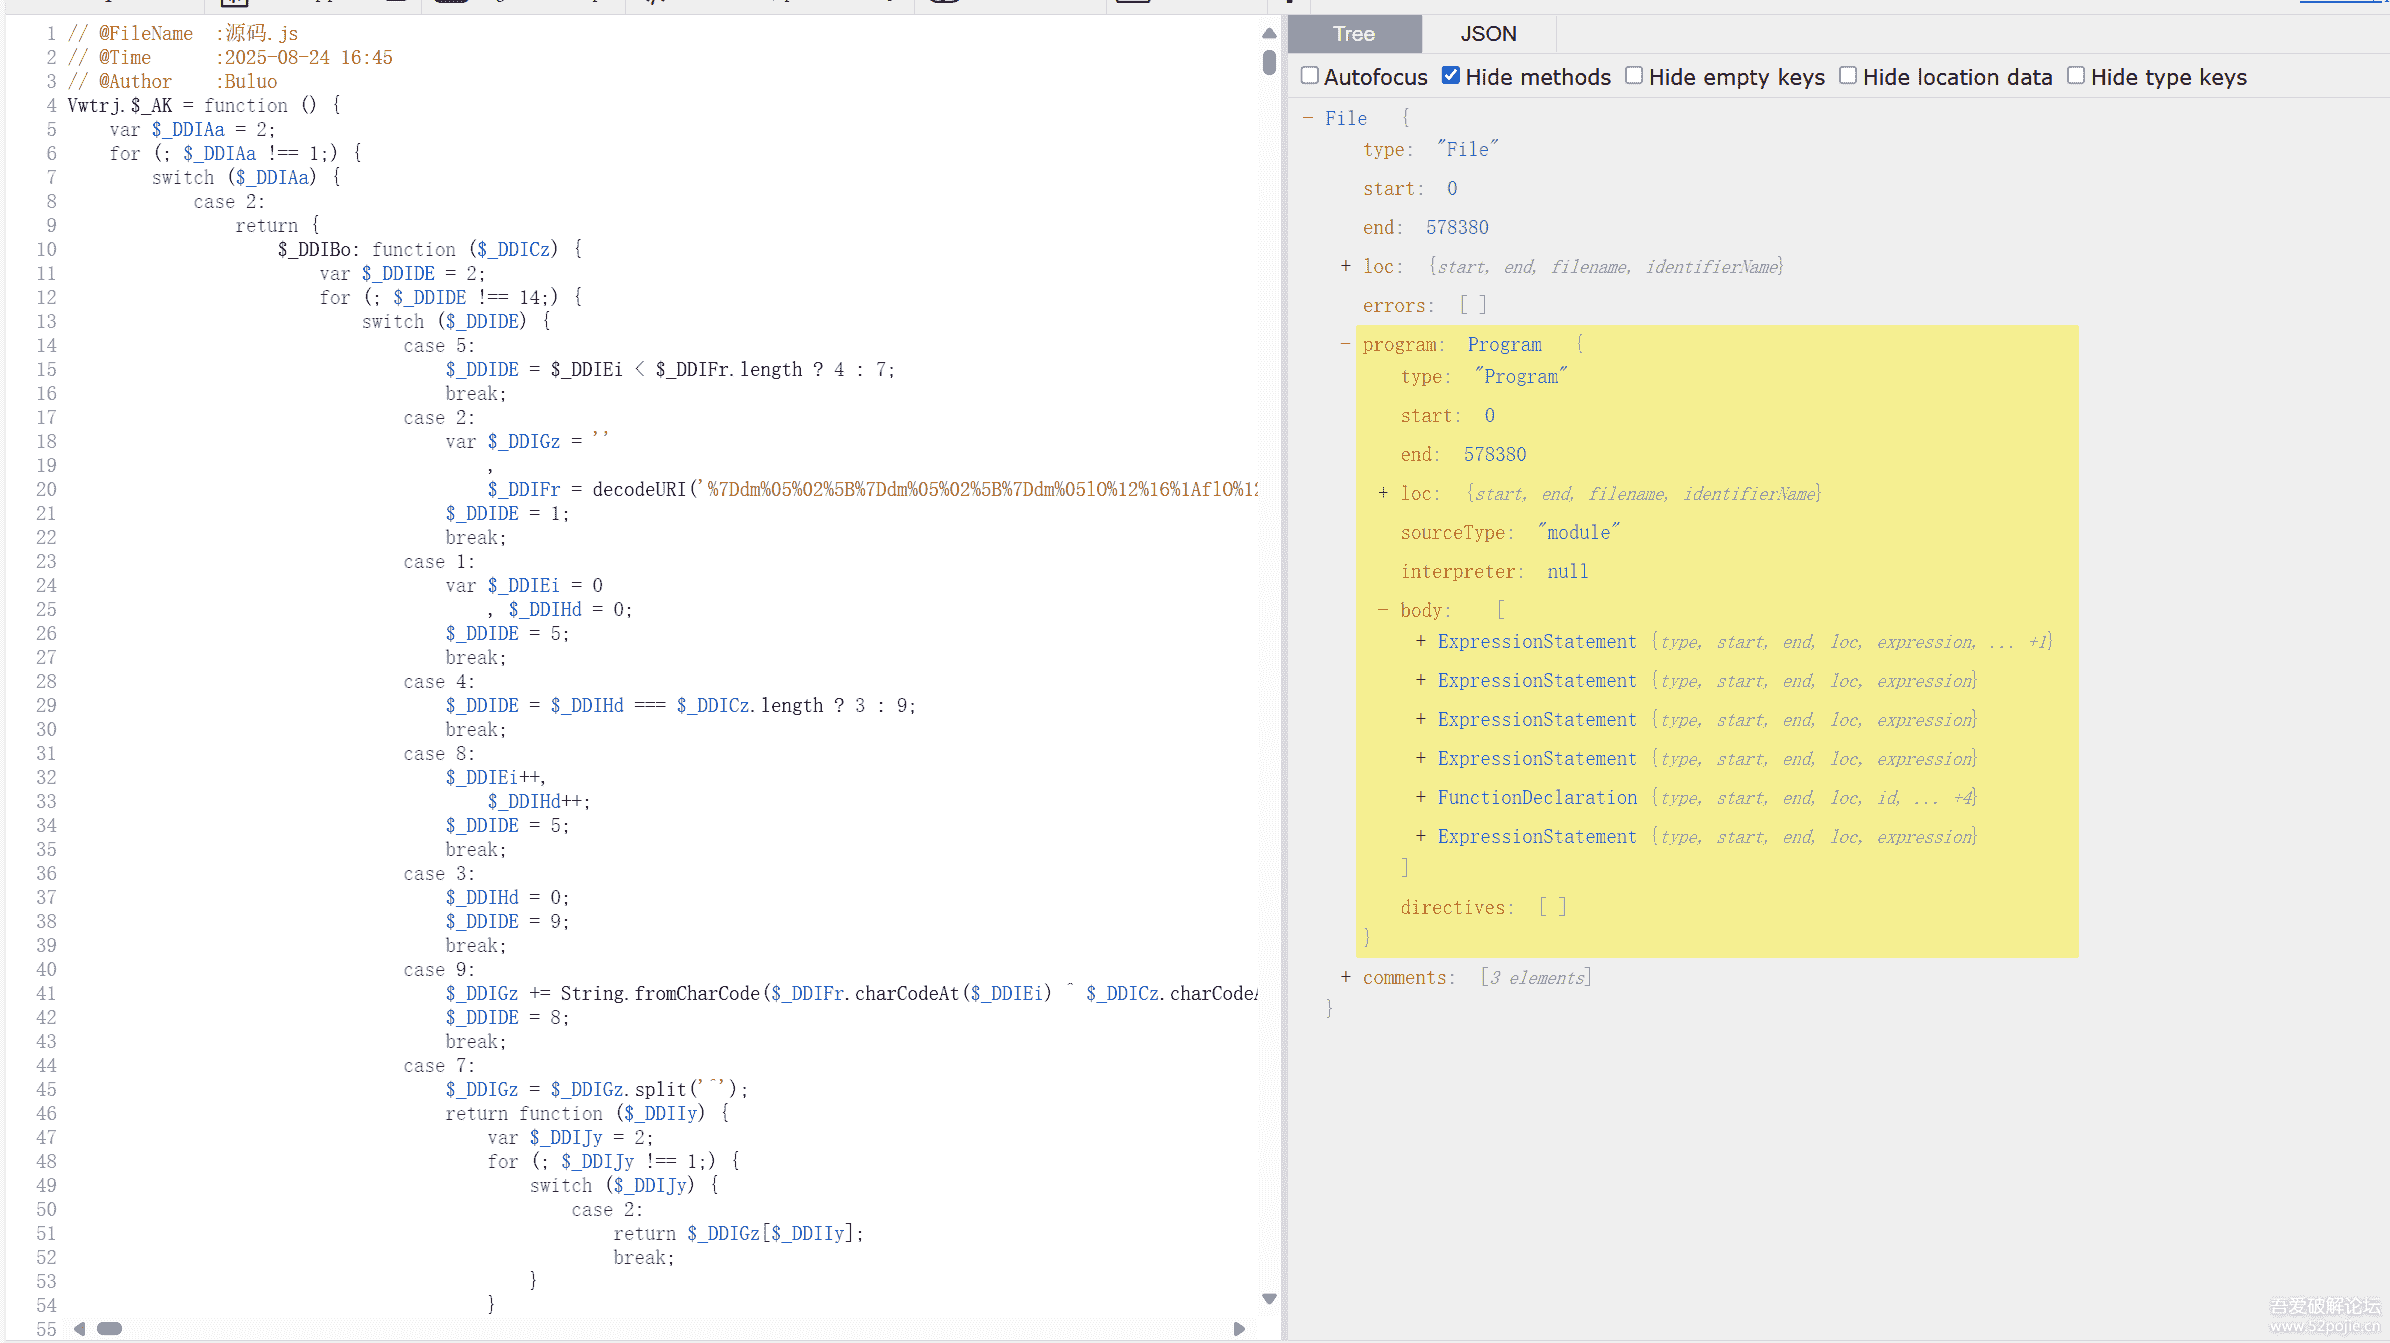 1 // @FileName  :源码.js
2 // @Time      :2025-08-24 16:45
3 // @Author    :Buluo
4 Vwtrj.$_AK = function () {
5     var $_DDIAa = 2;
6     for (; $_DDIAa !== 1;) {
7         switch ($_DDIAa) {
8             case 2:
9                 return {
10                     $_DDIBo: function ($_DDICz) {
11                         var $_DDIDE = 2;
12                         for (; $_DDIDE !== 14;) {
13                             switch ($_DDIDE) {
14                                 case 5:
15                                     $_DDIDE = $_DDIEi < $_DDIFr.length ? 4 : 7;
16                                     break;
17                                 case 2:
18                                     var $_DDIGz = ''
19                                         ,
20                                         $_DDIFr = decodeURI('%7Ddm%05%02%5B%7Ddm%05%02%5B%7Ddm%05lO%12%16%1AflO%12
21                                     $_DDIDE = 1;
22                                     break;
23                                 case 1:
24                                     var $_DDIEi = 0
25                                         , $_DDIHd = 0;
26                                     $_DDIDE = 5;
27                                     break;
28                                 case 4:
29                                     $_DDIDE = $_DDIHd === $_DDICz.length ? 3 : 9;
30                                     break;
31                                 case 8:
32                                     $_DDIEi++,
33                                         $_DDIHd++;
34                                     $_DDIDE = 5;
35                                     break;
36                                 case 3:
37                                     $_DDIHd = 0;
38                                     $_DDIDE = 9;
39                                     break;
40                                 case 9:
41                                     $_DDIGz += String.fromCharCode($_DDIFr.charCodeAt($_DDIEi) ^ $_DDICz.charCodeA
42                                     $_DDIDE = 8;
43                                     break;
44                                 case 7:
45                                     $_DDIGz = $_DDIGz.split('^');
46                                     return function ($_DDIIy) {
47                                         var $_DDIJy = 2;
48                                         for (; $_DDIJy !== 1;) {
49                                             switch ($_DDIJy) {
50                                                 case 2:
51                                                     return $_DDIGz[$_DDIIy];
52                                                     break;
53                                             }
54                                         }
55
Tree JSON
Autofocus Hide methods Hide empty keys Hide location data Hide type keys
- File {
type: "File"
start: 0
end: 578380
+ loc: {start, end, filename, identifierName}
errors: [ ]
- program: Program {
type: "Program"
start: 0
end: 578380
+ loc: {start, end, filename, identifierName}
sourceType: "module"
interpreter: null
- body: [
+ ExpressionStatement {type, start, end, loc, expression, ... +1}
+ ExpressionStatement {type, start, end, loc, expression}
+ ExpressionStatement {type, start, end, loc, expression}
+ ExpressionStatement {type, start, end, loc, expression}
+ FunctionDeclaration {type, start, end, loc, id, ... +4}
+ ExpressionStatement {type, start, end, loc, expression}
]
directives: [ ]
}
+ comments: [3 elements]
}
吾爱破解论坛
www.52pojie.cn